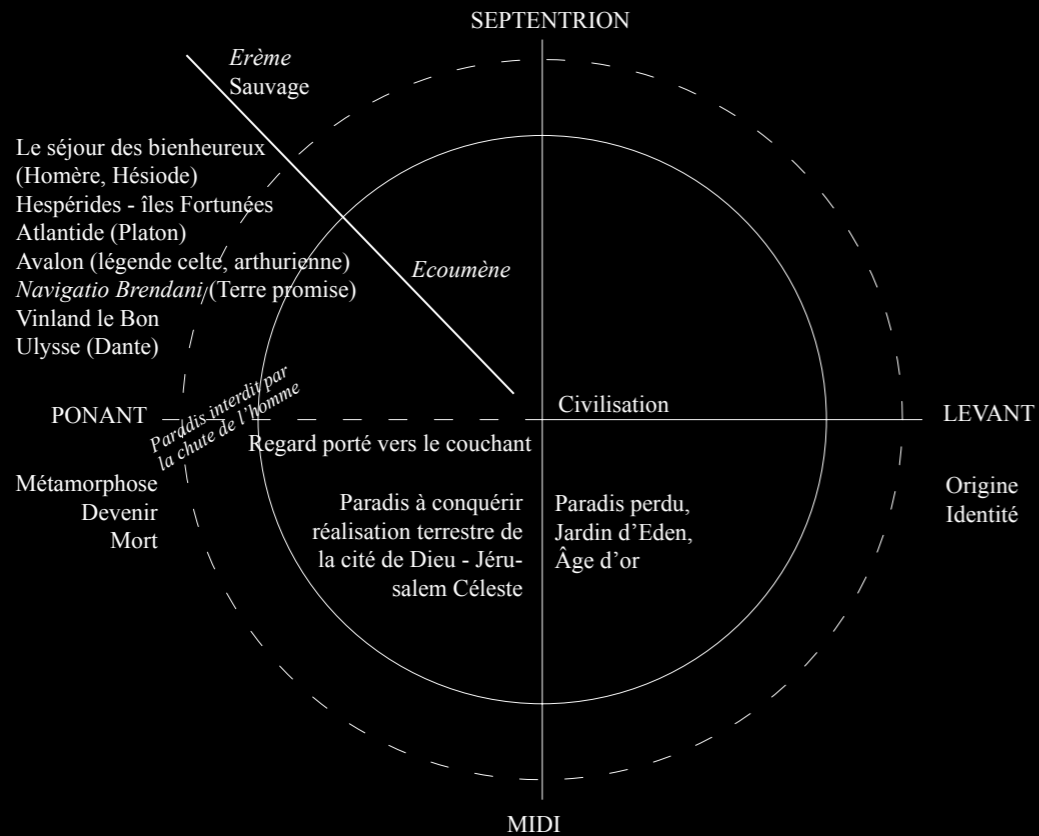 SEPTENTRION
Erème
Sauvage
Le séjour des bienheureux
(Homère, Hésiode)
Hespérides - îles Fortunées
Atlantide (Platon)
Avalon (légende celte, arthurienne)
Navigatio Brendani (Terre promise)
Vinland le Bon
Ulysse (Dante)
Ecoumène
PONANT
Paradis interdit par
la chute de l’homme
Civilisation
LEVANT
Regard porté vers le couchant
Métamorphose
Devenir
Mort
Paradis à conquérir
réalisation terrestre de
la cité de Dieu - Jéru-
salem Céleste
Paradis perdu,
Jardin d’Eden,
Âge d’or
Origine
Identité
MIDI